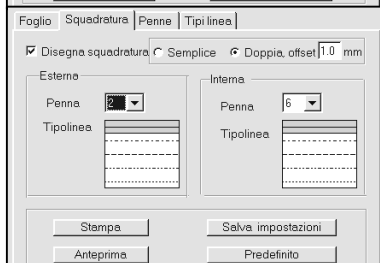 Foglio Squadratura Penne Tipi linea
Disegna squadratura Semplice Doppia, offset 1.0 mm
Esterna Interna
Penna 2 Penna 6
Tipolinea Tipolinea
Stampa Salva impostazioni
Anteprima Predefinito